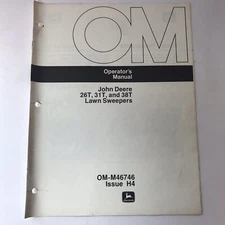 OM
Operator's
Manual
John Deere
26T, 31T, and 38T
Lawn Sweepers
OM-M46746
Issue H4